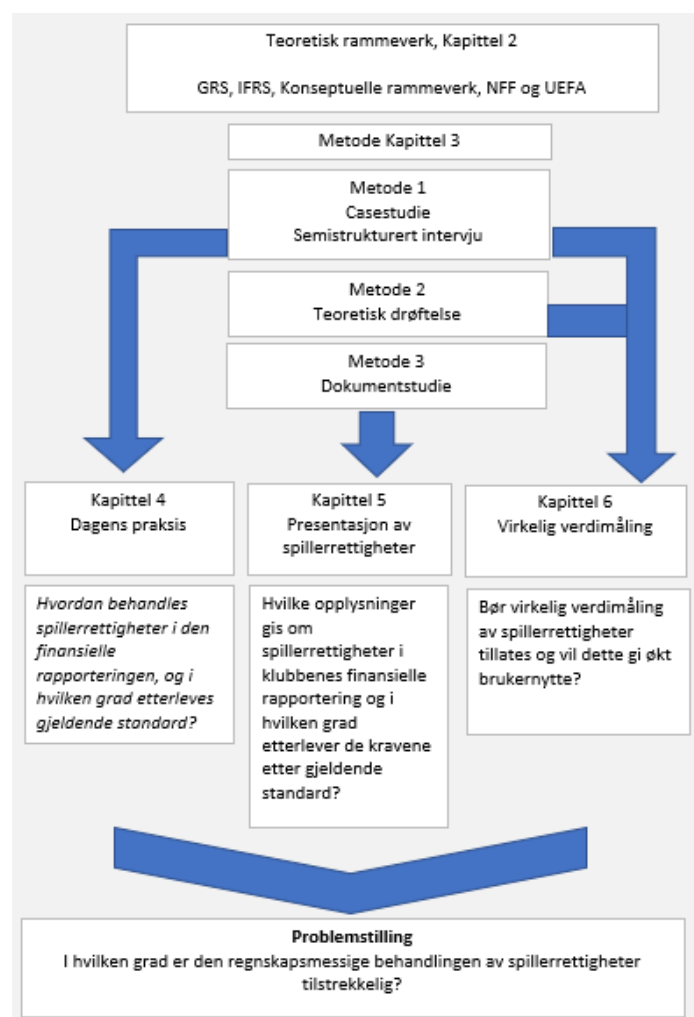 Teoretisk rammeverk, Kapittel 2
GRS, IFRS, Konseptuelle rammeverk, NFF og UEFA
Metode Kapittel 3
Metode 1
Casestudie
Semistrukturert intervju
Metode 2
Teoretisk drøftelse
Metode 3
Dokumentstudie
Kapittel 4
Dagens praksis
Kapittel 5
Presentasjon av
spillerrettigheter
Kapittel 6
Virkelig verdimåling
Hvordan behandles
spillerrettigheter i den
finansielle
rapporteringen, og i
hvilken grad etterleves
gjeldende standard?
Hvilke opplysninger
gis om
spillerrettigheter i
klubbenes finansielle
rapportering og i
hvilken grad
etterlever de kravene
etter gjeldende
standard?
Bør virkelig verdimåling
av spillerrettigheter
tillates og vil dette gi økt
brukernytte?
Problemstilling
I hvilken grad er den regnskapsmessige behandlingen av spillerrettigheter
tilstrekkelig?